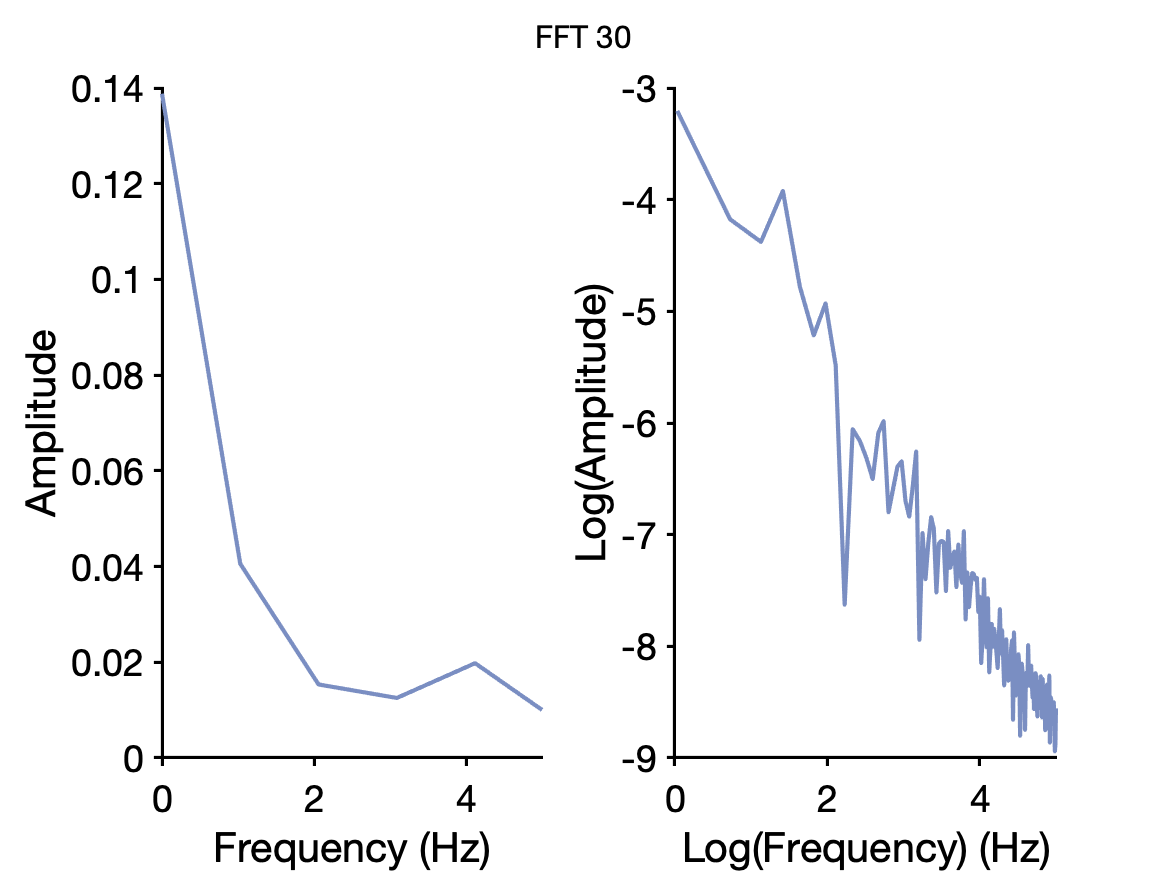 FFT 30
0.14
0.12
0.1
0.08
0.06
0.04
0.02
0
0 2 4
Amplitude
Frequency (Hz)
-3
-4
-5
-6
-7
-8
-9
0 2 4
Log(Amplitude)
Log(Frequency) (Hz)